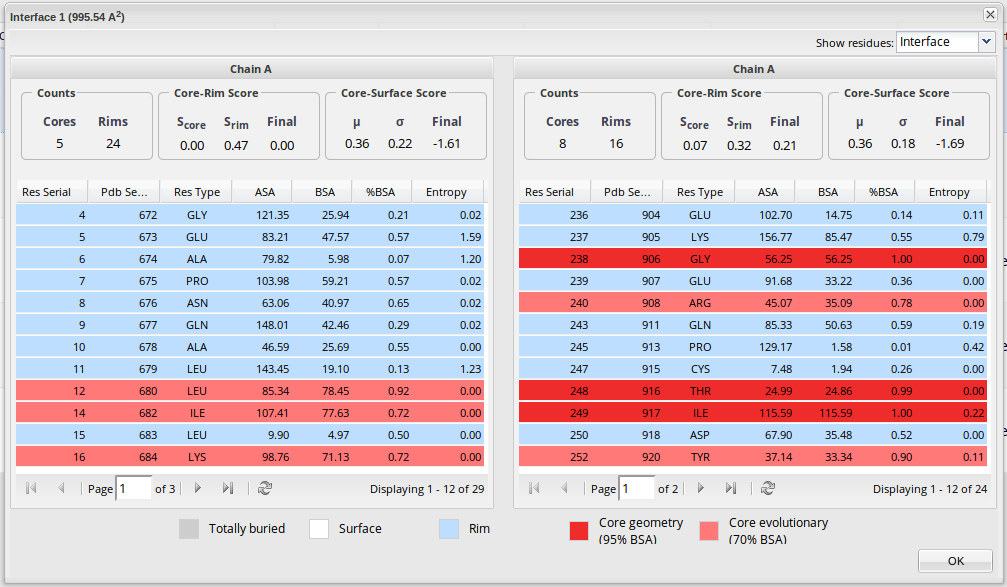 Interface 1 (995.54 A²)
Show residues: Interface
Chain A
Counts
Cores Rims
5 24
Core-Rim Score
Score Srim Final
0.00 0.47 0.00
Core-Surface Score
μ σ Final
0.36 0.22 -1.61
Res Serial Pdb Se... Res Type ASA BSA %BSA Entropy
4 672 GLY 121.35 25.94 0.21 0.02
5 673 GLU 83.21 47.57 0.57 1.59
6 674 ALA 79.82 5.98 0.07 1.20
7 675 PRO 103.98 59.21 0.57 0.02
8 676 ASN 63.06 40.97 0.65 0.02
9 677 GLN 148.01 42.46 0.29 0.02
10 678 ALA 46.59 25.69 0.55 0.00
11 679 LEU 143.45 19.10 0.13 1.23
12 680 LEU 85.34 78.45 0.92 0.00
14 682 ILE 107.41 77.63 0.72 0.00
15 683 LEU 9.90 4.97 0.50 0.00
16 684 LYS 98.76 71.13 0.72 0.00
Page 1 of 3 Displaying 1 - 12 of 29
Chain A
Counts
Cores Rims
8 16
Core-Rim Score
Score Srim Final
0.07 0.32 0.21
Core-Surface Score
μ σ Final
0.36 0.18 -1.69
Res Serial Pdb Se... Res Type ASA BSA %BSA Entropy
236 904 GLU 102.70 14.75 0.14 0.11
237 905 LYS 156.77 85.47 0.55 0.79
238 906 GLY 56.25 56.25 1.00 0.00
239 907 GLU 91.68 33.22 0.36 0.00
240 908 ARG 45.07 35.09 0.78 0.00
243 911 GLN 85.33 50.63 0.59 0.19
245 913 PRO 129.17 1.58 0.01 0.42
247 915 CYS 7.48 1.94 0.26 0.00
248 916 THR 24.99 24.86 0.99 0.00
249 917 ILE 115.59 115.59 1.00 0.22
250 918 ASP 67.90 35.48 0.52 0.00
252 920 TYR 37.14 33.34 0.90 0.11
Page 1 of 2 Displaying 1 - 12 of 24
Totally buried
Surface
Rim
Core geometry
(95% BSA)
Core evolutionary
(70% BSA)
OK